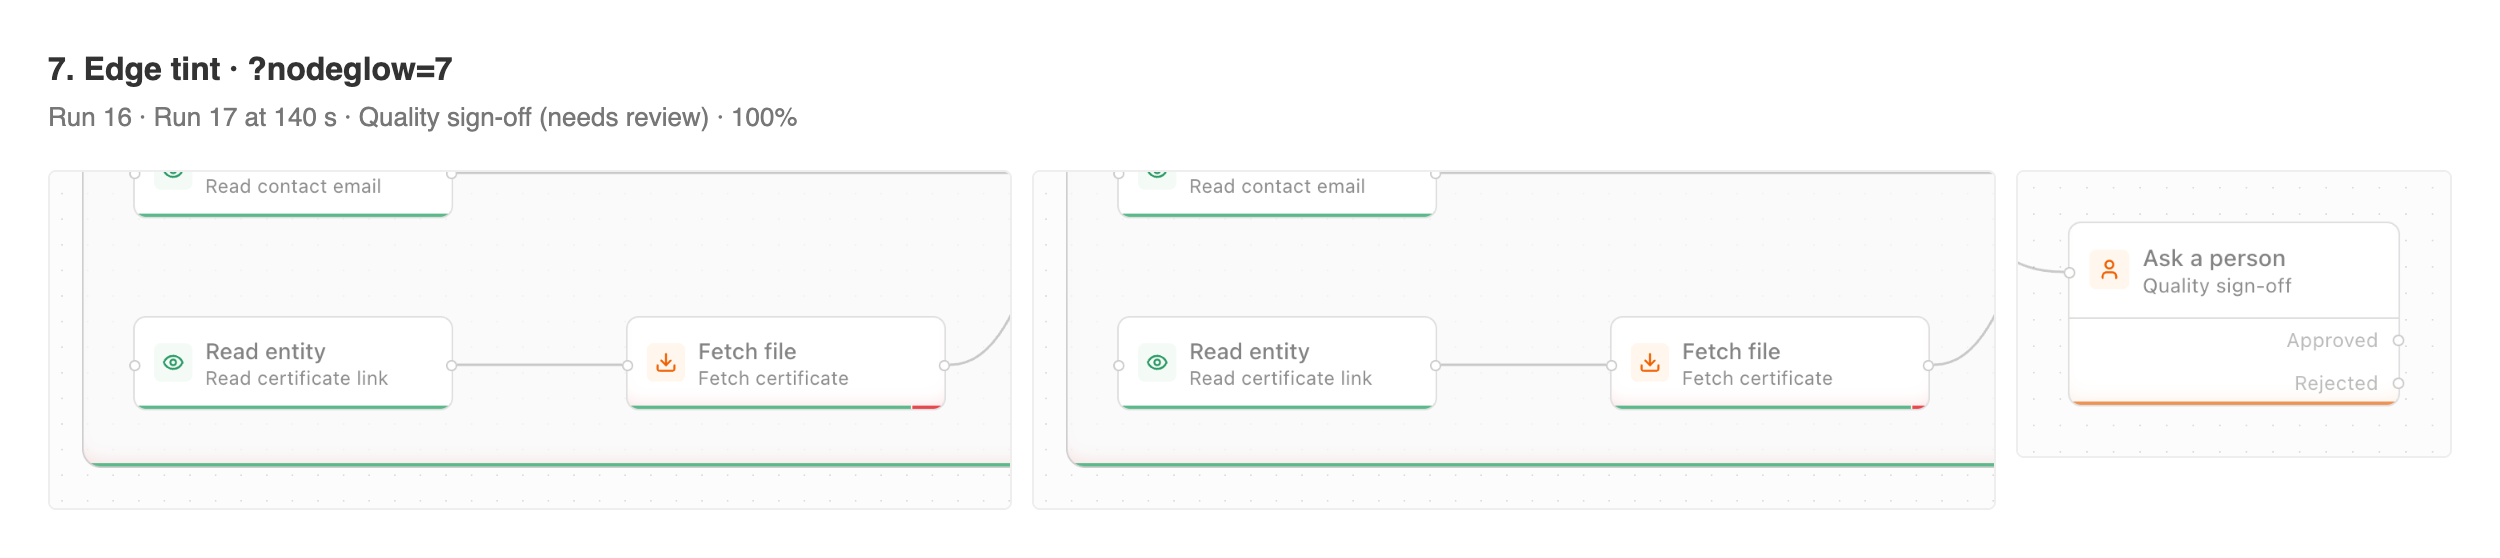 7. Edge tint · ?nodeglow=7
Run 16 · Run 17 at 140 s · Quality sign-off (needs review) · 100%
Read contact email
Read entity
Read certificate link
Fetch file
Fetch certificate
Read contact email
Read entity
Read certificate link
Fetch file
Fetch certificate
Ask a person
Quality sign-off
Approved
Rejected